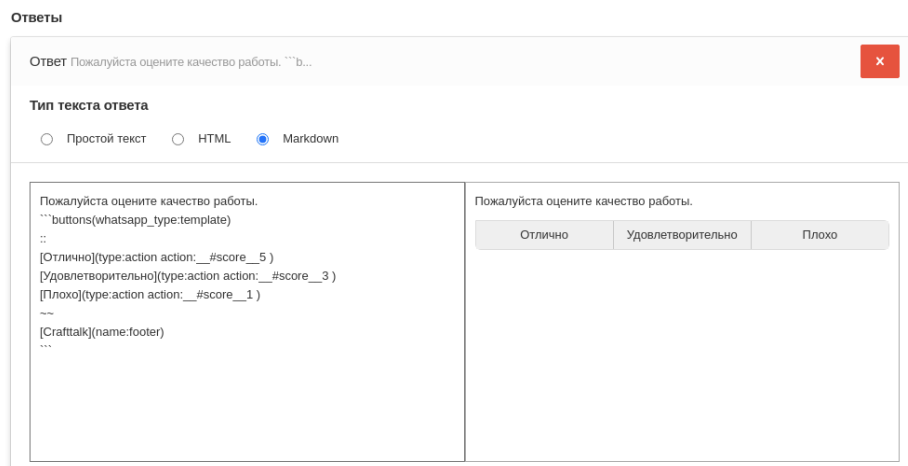 Ответы
Ответ Пожалуйста оцените качество работы. ```b...
x
Тип текста ответа
Простой текст HTML Markdown
Пожалуйста оцените качество работы.
```buttons(whatsapp_type:template)
::
[Отлично](type:action action:__#score__5 )
[Удовлетворительно](type:action action:__#score__3 )
[Плохо](type:action action:__#score__1 )
~~
[Crafttalk](name:footer)
```
Пожалуйста оцените качество работы.
Отлично Удовлетворительно Плохо